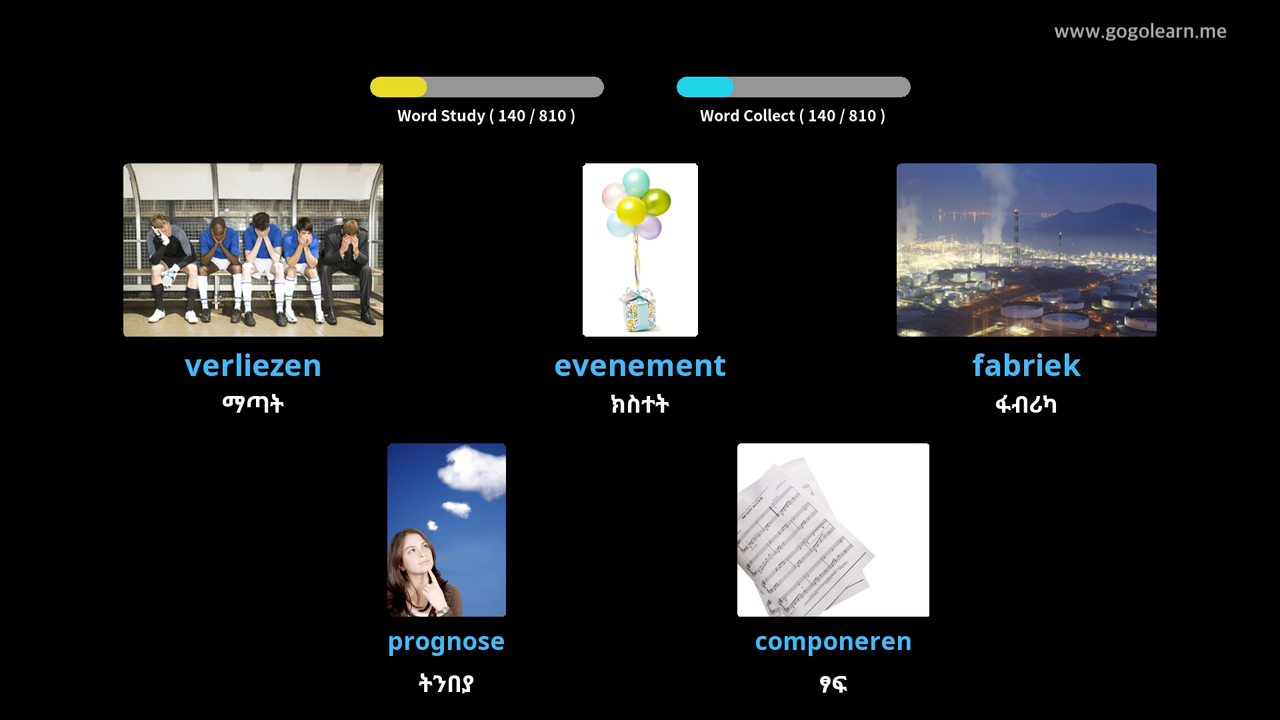 www.gogolearn.me
Word Study ( 140 / 810 )
Word Collect ( 140 / 810 )
verliezen
ማጣት
evenement
ክስተት
fabriek
ፋብሪካ
prognose
ትንበያ
componeren
ፃፍ